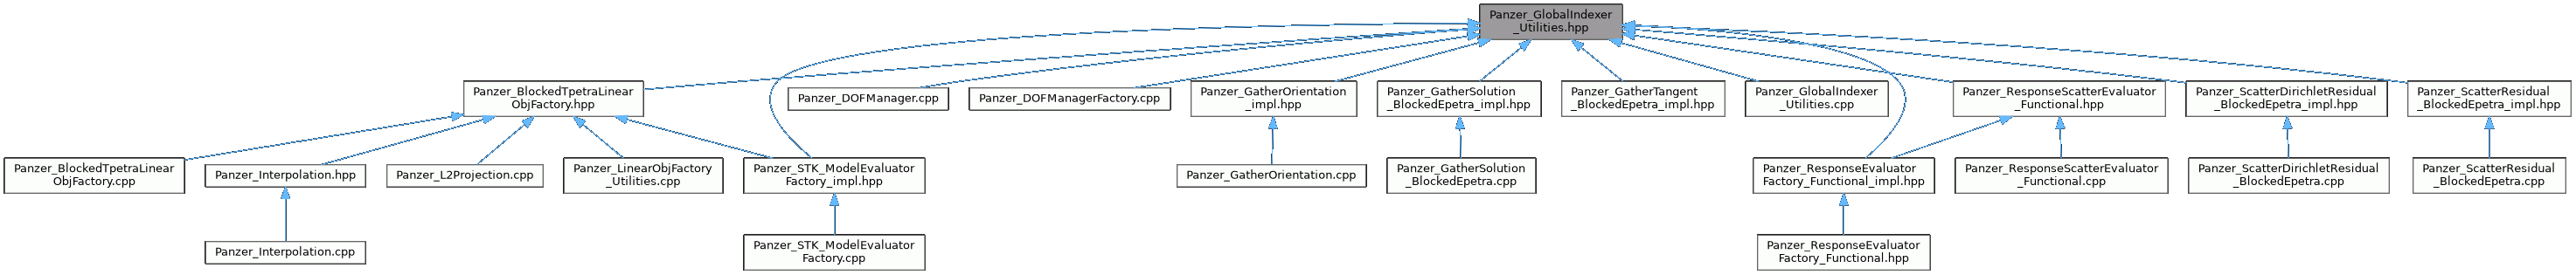 Panzer_GlobalIndexer
_Utilities.hpp
Panzer_BlockedTpetraLinear
ObjFactory.hpp
Panzer_DOFManager.cpp
Panzer_DOFManagerFactory.cpp
Panzer_GatherOrientation
_impl.hpp
Panzer_GatherSolution
_BlockedEpetra_impl.hpp
Panzer_GatherTangent
_BlockedEpetra_impl.hpp
Panzer_GlobalIndexer
_Utilities.cpp
Panzer_ResponseScatterEvaluator
_Functional.hpp
Panzer_ScatterDirichletResidual
_BlockedEpetra_impl.hpp
Panzer_ScatterResidual
_BlockedEpetra_impl.hpp
Panzer_BlockedTpetraLinear
ObjFactory.cpp
Panzer_Interpolation.hpp
Panzer_L2Projection.cpp
Panzer_LinearObjFactory
_Utilities.cpp
Panzer_STK_ModelEvaluator
Factory_impl.hpp
Panzer_GatherOrientation.cpp
Panzer_GatherSolution
_BlockedEpetra.cpp
Panzer_ResponseEvaluator
Factory_Functional_impl.hpp
Panzer_ResponseScatterEvaluator
_Functional.cpp
Panzer_ScatterDirichletResidual
_BlockedEpetra.cpp
Panzer_ScatterResidual
_BlockedEpetra.cpp
Panzer_Interpolation.cpp
Panzer_STK_ModelEvaluator
Factory.cpp
Panzer_ResponseEvaluator
Factory_Functional.hpp